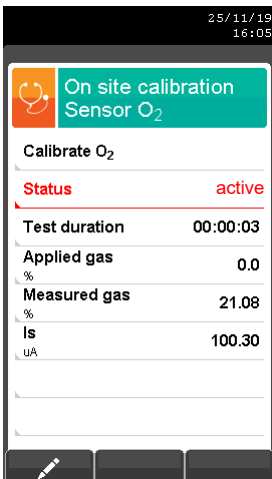 25/11/19
16:05
On site calibration
Sensor O₂
Calibrate O₂
Status active
Test duration 00:00:03
Applied gas 0.0
%
Measured gas 21.08
%
Is 100.30
uA